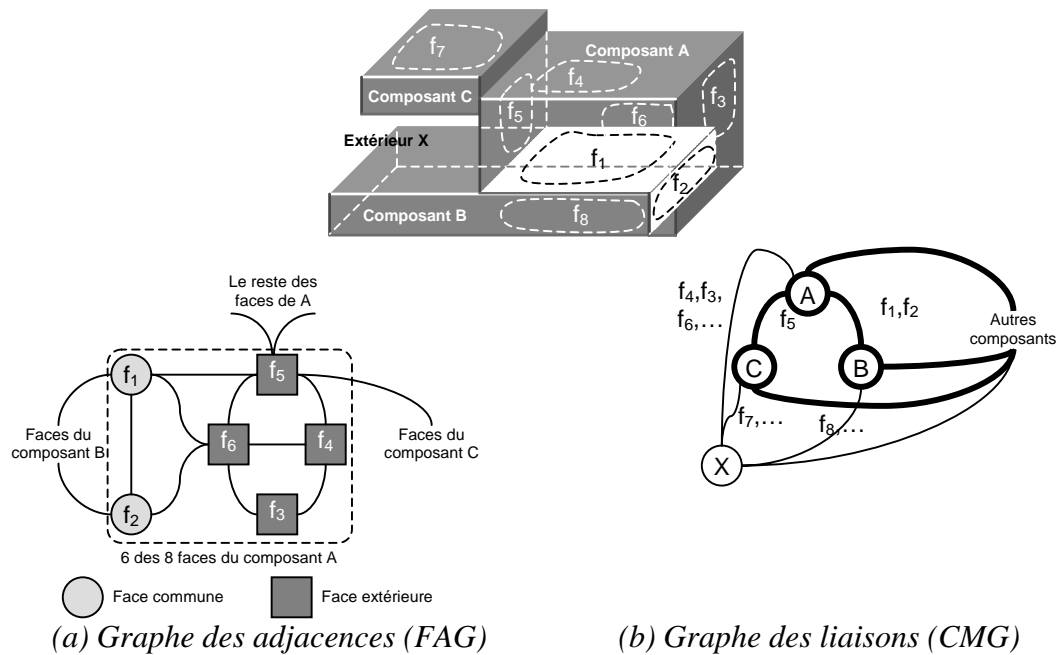 f7
Composant A
f4
f3
Composant C
f5
f6
Extérieur X
f1
f2
Composant B
f8
Le reste des
faces de A
f1
f5
Faces du
composant B
f6
f4
Faces du
composant C
f2
f3
6 des 8 faces du composant A
Face commune
Face extérieure
(a) Graphe des adjacences (FAG)
f4,f3,
f6,…
A
f5
f1,f2
Autres
composants
C
B
f7,…
f8,…
X
(b) Graphe des liaisons (CMG)